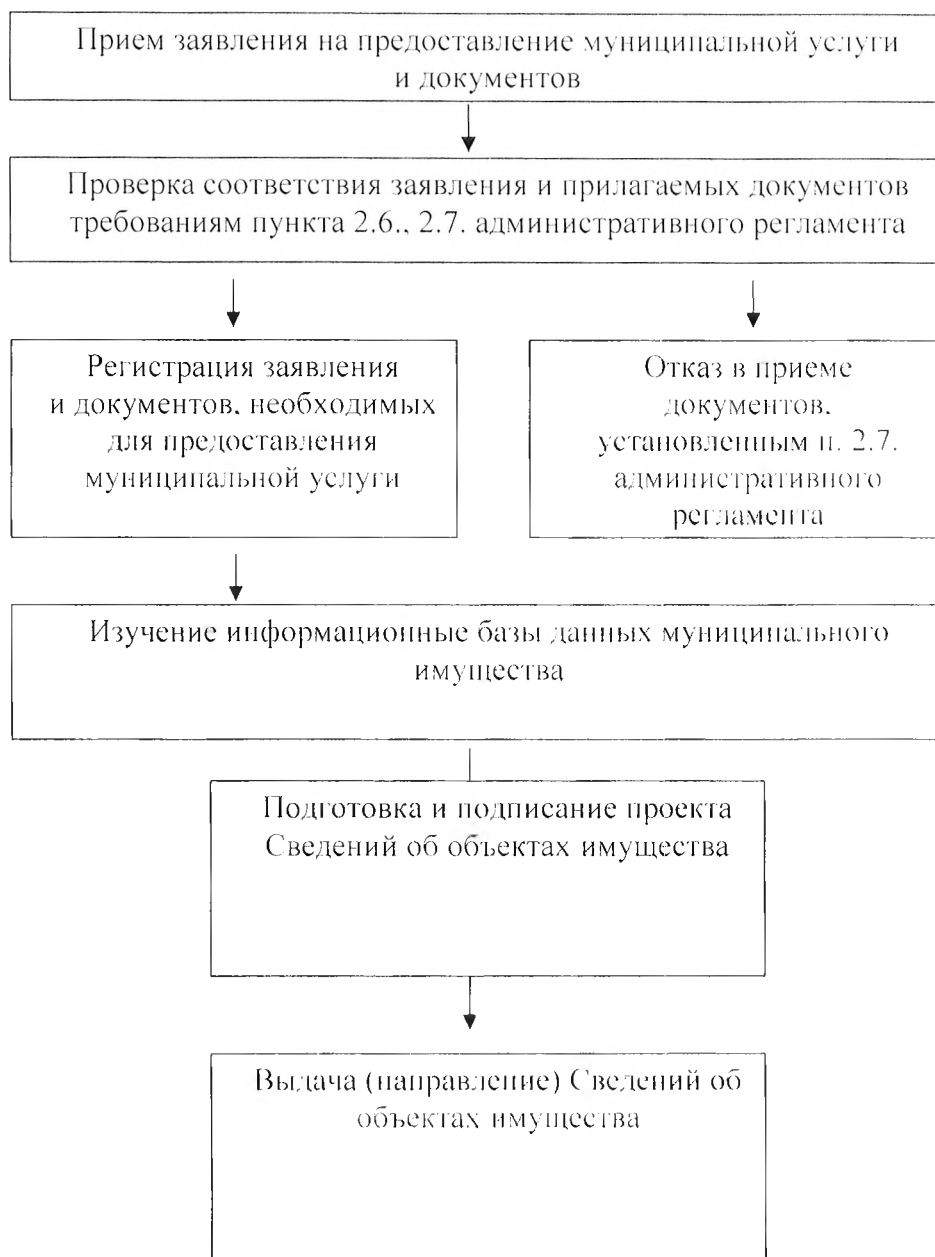 Прием заявления на предоставление муниципальной услуги
и документов
Проверка соответствия заявления и прилагаемых документов
требованиям пункта 2.6., 2.7. административного регламента
Регистрация заявления
и документов, необходимых
для предоставления
муниципальной услуги
Отказ в приеме
документов,
установленным п. 2.7.
административного
регламента
Изучение информационные базы данных муниципального
имущества
Подготовка и подписание проекта
Сведений об объектах имущества
Выдача (направление) Сведений об
объектах имущества